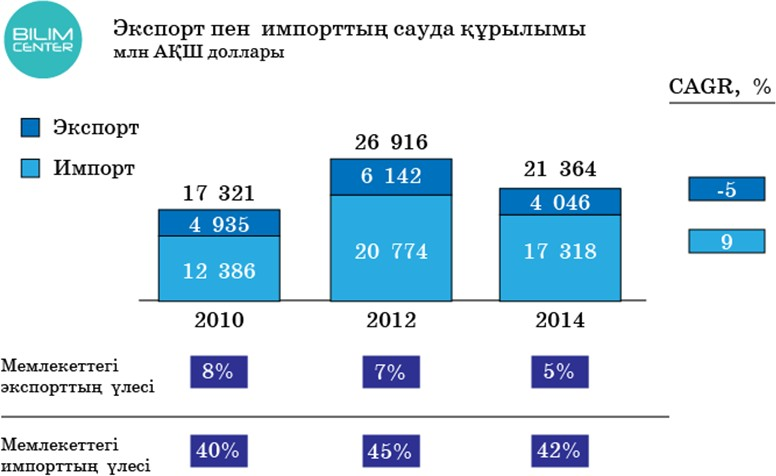 BILIM
CENTER
Экспорт пен импорттың сауда құрылымы
млн АҚШ доллары
CAGR, %
Экспорт
Импорт
17 321
4 935
12 386
26 916
6 142
20 774
21 364
4 046
17 318
-5
9
2010 2012 2014
Мемлекеттегі
экспорттың үлесі
8% 7% 5%
Мемлекеттегі
импорттың үлесі
40% 45% 42%